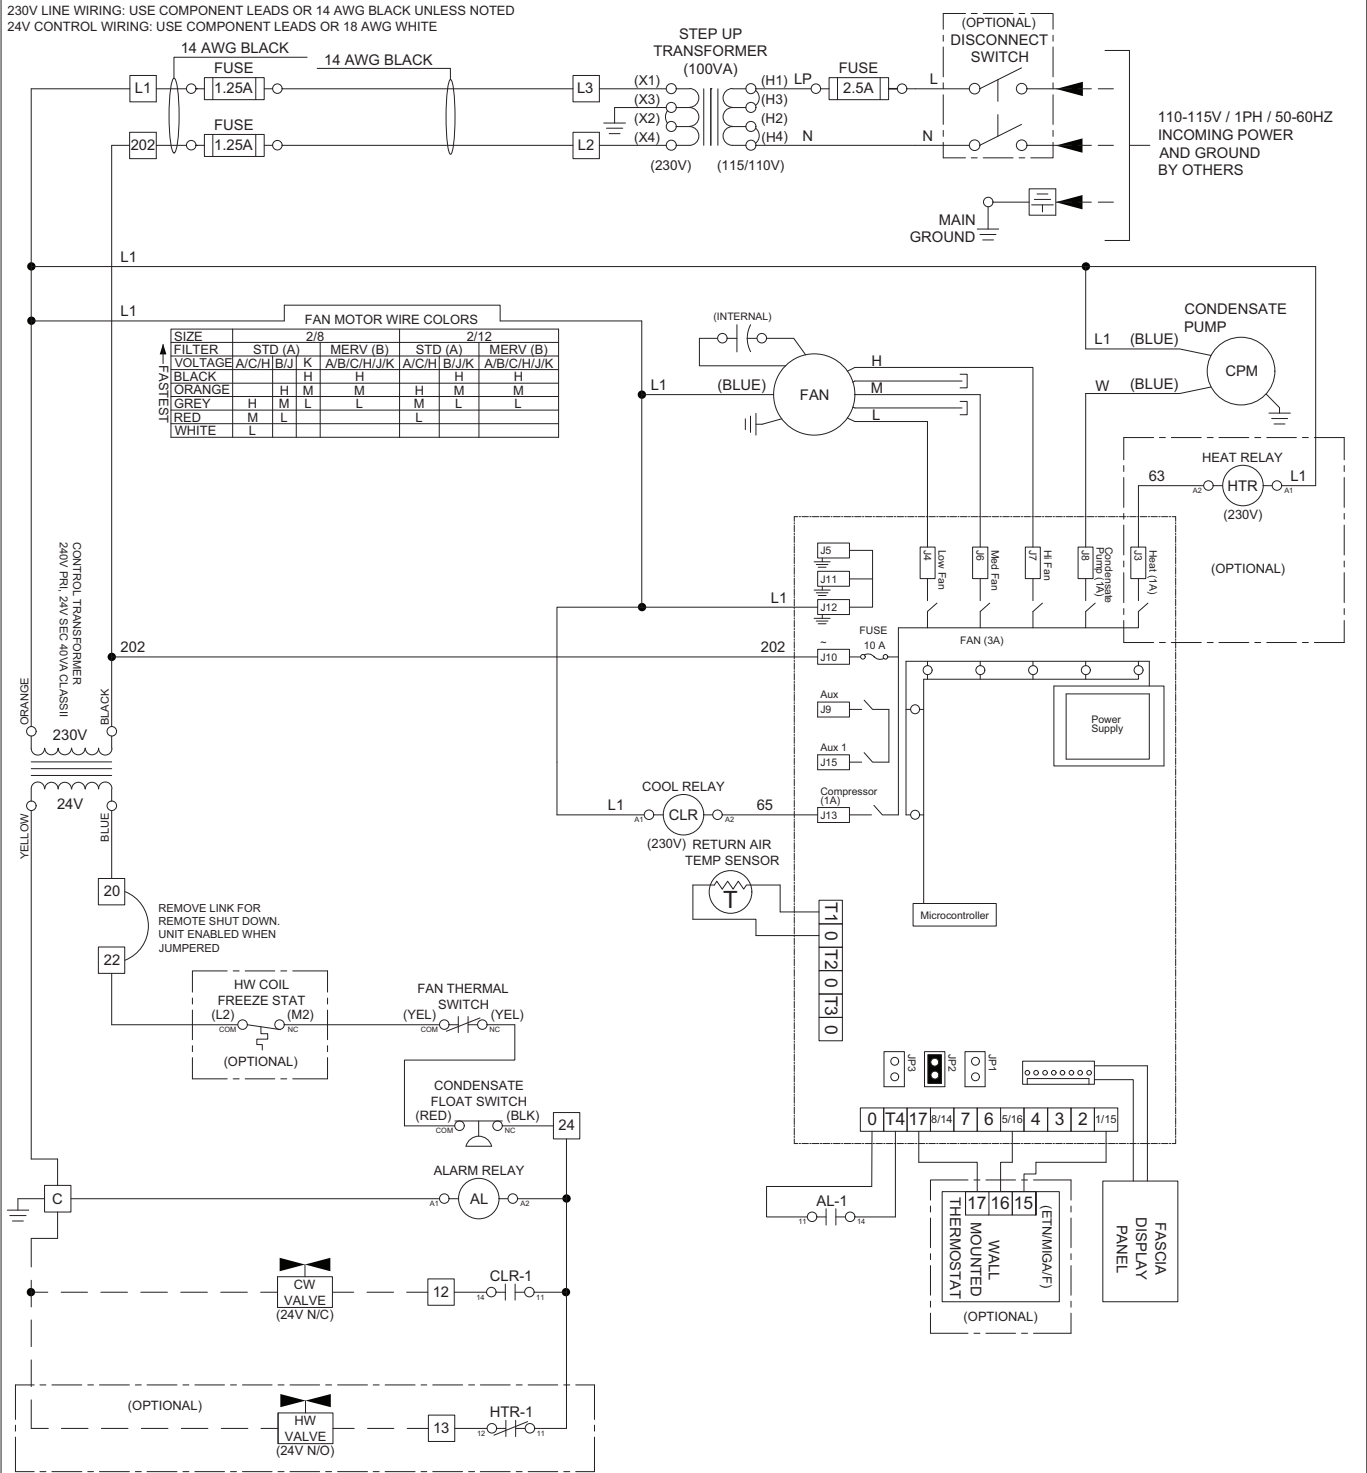 230V LINE WIRING: USE COMPONENT LEADS OR 14 AWG BLACK UNLESS NOTED
24V CONTROL WIRING: USE COMPONENT LEADS OR 18 AWG WHITE
14 AWG BLACK
14 AWG BLACK
L1
FUSE
1.25A
202
FUSE
1.25A
L3
L2
STEP UP
TRANSFORMER
(100VA)
(X1)
(X3)
(X2)
(X4)
(230V)
(H1)
(H3)
(H2)
(H4)
(115/110V)
LP
N
FUSE
2.5A
L
N
(OPTIONAL)
DISCONNECT
SWITCH
110-115V / 1PH / 50-60HZ
INCOMING POWER
AND GROUND
BY OTHERS
MAIN
GROUND
L1
L1
FAN MOTOR WIRE COLORS
SIZE 2/8 2/12
FILTER STD (A) MERV (B) STD (A) MERV (B)
VOLTAGE A/C/H B/J K A/B/C/H/J/K A/C/H B/J/K A/B/C/H/J/K
BLACK H H H H
ORANGE H M M H M M
GREY H M L L M L L
RED M L L
WHITE L
FASTEST
(INTERNAL)
L1
(BLUE)
FAN
H
M
L
CONDENSATE
PUMP
L1 (BLUE)
W (BLUE)
CPM
HEAT RELAY
63
A2
HTR
A1
L1
(230V)
(OPTIONAL)
CONTROL TRANSFORMER
240V PRI, 24V SEC 40VA CLASSII
ORANGE
BLACK
230V
24V
YELLOW
BLUE
202
L1
202
J5
J11
J12
~
J10
FUSE
10 A
J4
Low Fan
J6
Med Fan
J7
Hi Fan
J8
Condensate
Pump (1A)
J3
Heat (1A)
FAN (3A)
Aux
J9
Aux 1
J15
Compressor
(1A)
J13
Power
Supply
Microcontroller
COOL RELAY
L1
A1
CLR
A2
65
(230V)
RETURN AIR
TEMP SENSOR
T
T1
0
T2
0
T3
0
20
22
REMOVE LINK FOR
REMOTE SHUT DOWN.
UNIT ENABLED WHEN
JUMPERED
HW COIL
FREEZE STAT
(L2)
(M2)
COM
NC
(OPTIONAL)
FAN THERMAL
SWITCH
(YEL)
(YEL)
COM
NC
CONDENSATE
FLOAT SWITCH
(RED)
(BLK)
COM
NC
24
JP3
JP2
JP1
0 T4 17 8/14 7 6 5/16 4 3 2 1/15
ALARM RELAY
C
A1
AL
A2
AL-1
11
14
17 16 15
WALL
MOUNTED
THERMOSTAT
(ETN/MIGA/F)
(OPTIONAL)
FASCIA
DISPLAY
PANEL
CW
VALVE
(24V N/C)
12
CLR-1
14
11
(OPTIONAL)
HW
VALVE
(24V N/O)
13
HTR-1
12
11